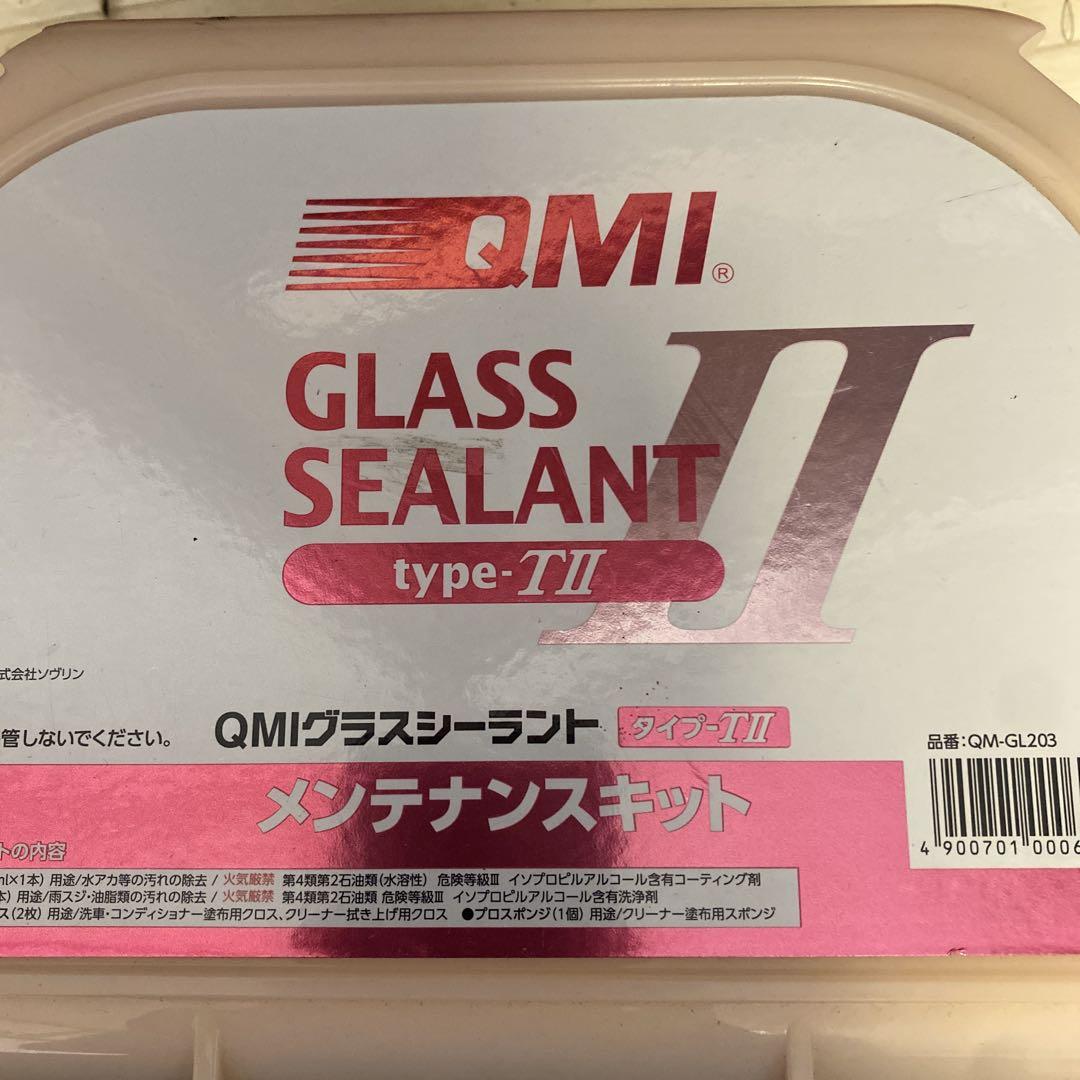 QMI®
GLASS
SEALANT
II
type-TII
式会社ソヴリン
管しないでください。
QMIグラスシーラント タイプ-TII
品番:QM-GL203
メンテナンスキット
4 900701 0006
トの内容
ml×1本) 用途/水アカ等の汚れの除去 / 火気厳禁 第4類第2石油類(水溶性) 危険等級Ⅲ イソプロピルアルコール含有コーティング剤
本) 用途/雨スジ・油脂類の汚れの除去 / 火気厳禁 第4類第2石油類 危険等級Ⅲ イソプロピルアルコール含有洗浄剤
ス(2枚) 用途/洗車・コンディショナー塗布用クロス、クリーナー拭き上げ用クロス ●プロスポンジ(1個) 用途/クリーナー塗布用スポンジ